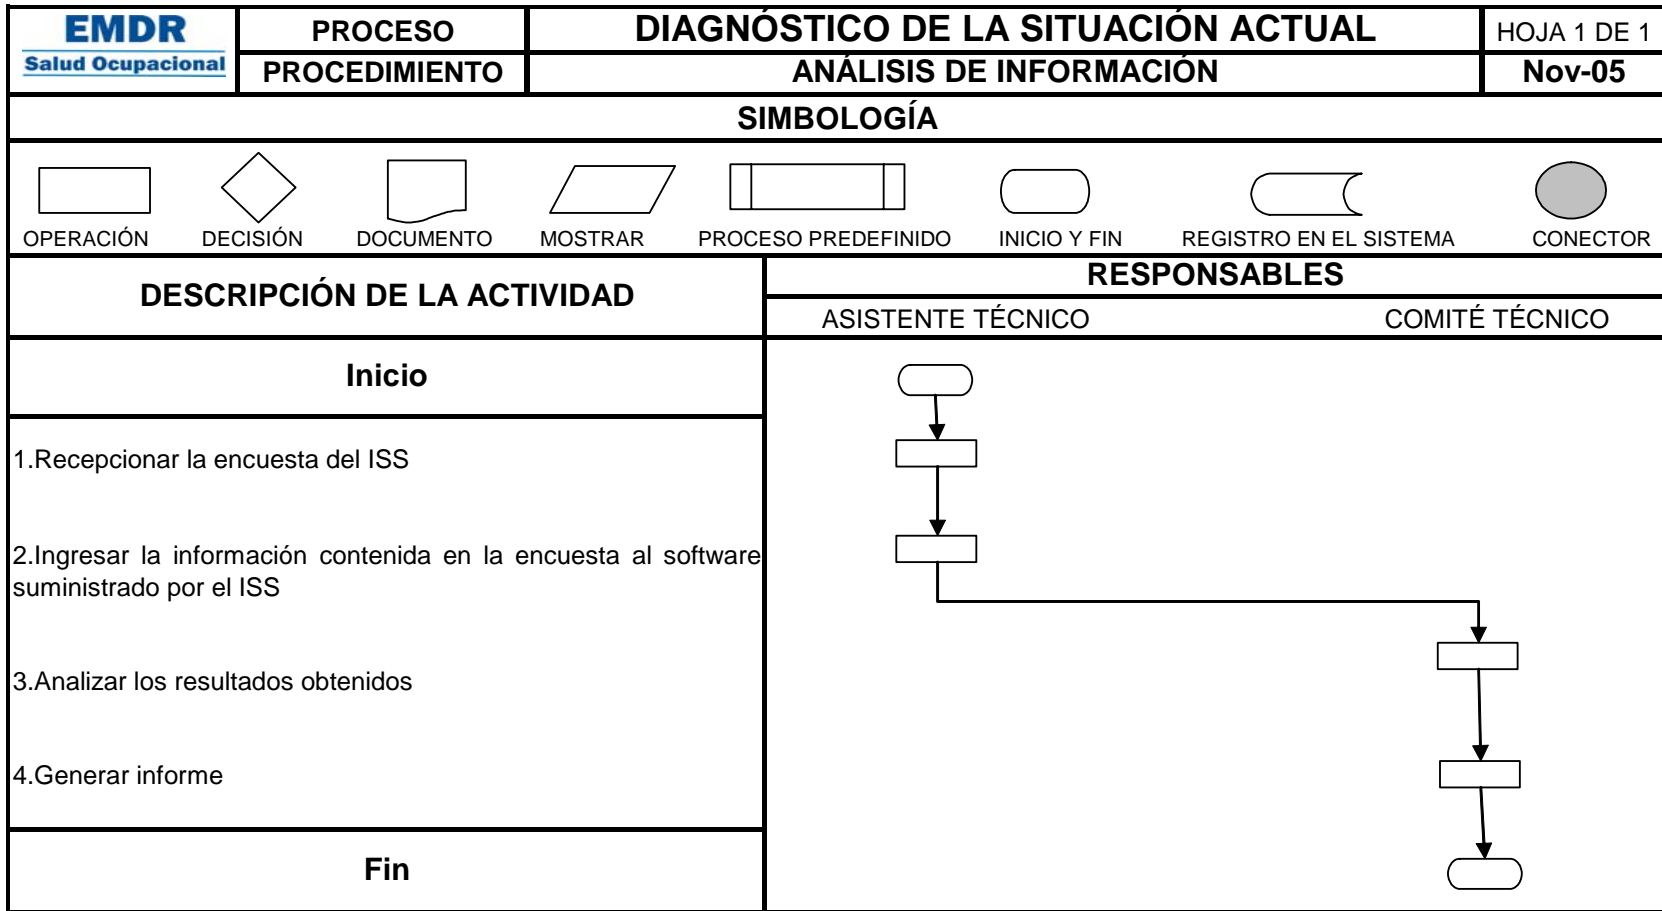 EMDR
Salud Ocupacional
PROCESO
DIAGNÓSTICO DE LA SITUACIÓN ACTUAL
HOJA 1 DE 1
PROCEDIMIENTO
ANÁLISIS DE INFORMACIÓN
Nov-05
SIMBOLOGÍA
OPERACIÓN
DECISIÓN
DOCUMENTO
MOSTRAR
PROCESO PREDEFINIDO
INICIO Y FIN
REGISTRO EN EL SISTEMA
CONECTOR
DESCRIPCIÓN DE LA ACTIVIDAD
RESPONSABLES
ASISTENTE TÉCNICO
COMITÉ TÉCNICO
Inicio
1.Recepcionar la encuesta del ISS
2.Ingresar la información contenida en la encuesta al software
suministrado por el ISS
3.Analizar los resultados obtenidos
4.Generar informe
Fin